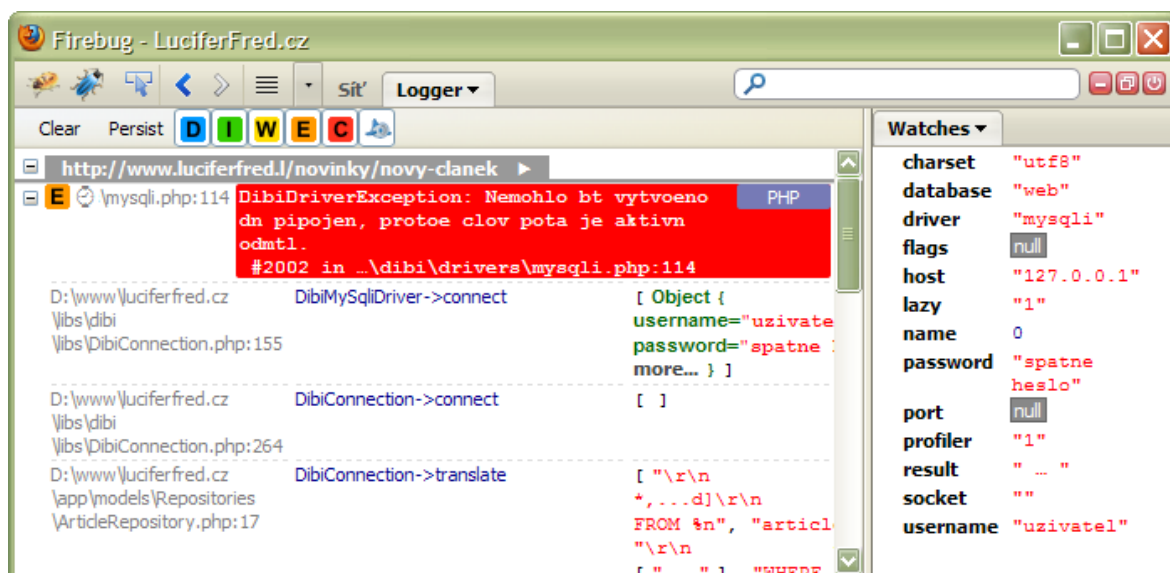 Firebug - LuciferFred.cz
Síť Logger
Clear Persist D I W E C
http://www.luciferfred.l/novinky/novy-clanek
E \mysqli.php:114 DibiDriverException: Nemohlo bt vytvoeno PHP
dn pipojen, protoe clov pota je aktivn
odmtl.
#2002 in …\dibi\drivers\mysqli.php:114
D:\www\luciferfred.cz DibiMySqliDriver->connect [ Object {
\libs\dibi username="uzivate
\libs\DibiConnection.php:155 password="spatne
more... } ]
D:\www\luciferfred.cz DibiConnection->connect [ ]
\libs\dibi
\libs\DibiConnection.php:264
D:\www\luciferfred.cz DibiConnection->translate [ "\r\n
\app\models\Repositories *,...d]\r\n
\ArticleRepository.php:17 FROM %n", "articl
"\r\n
[ "..." ], "WHERE
Watches
charset "utf8"
database "web"
driver "mysqli"
flags null
host "127.0.0.1"
lazy "1"
name 0
password "spatne
heslo"
port null
profiler "1"
result " … "
socket ""
username "uzivatel"